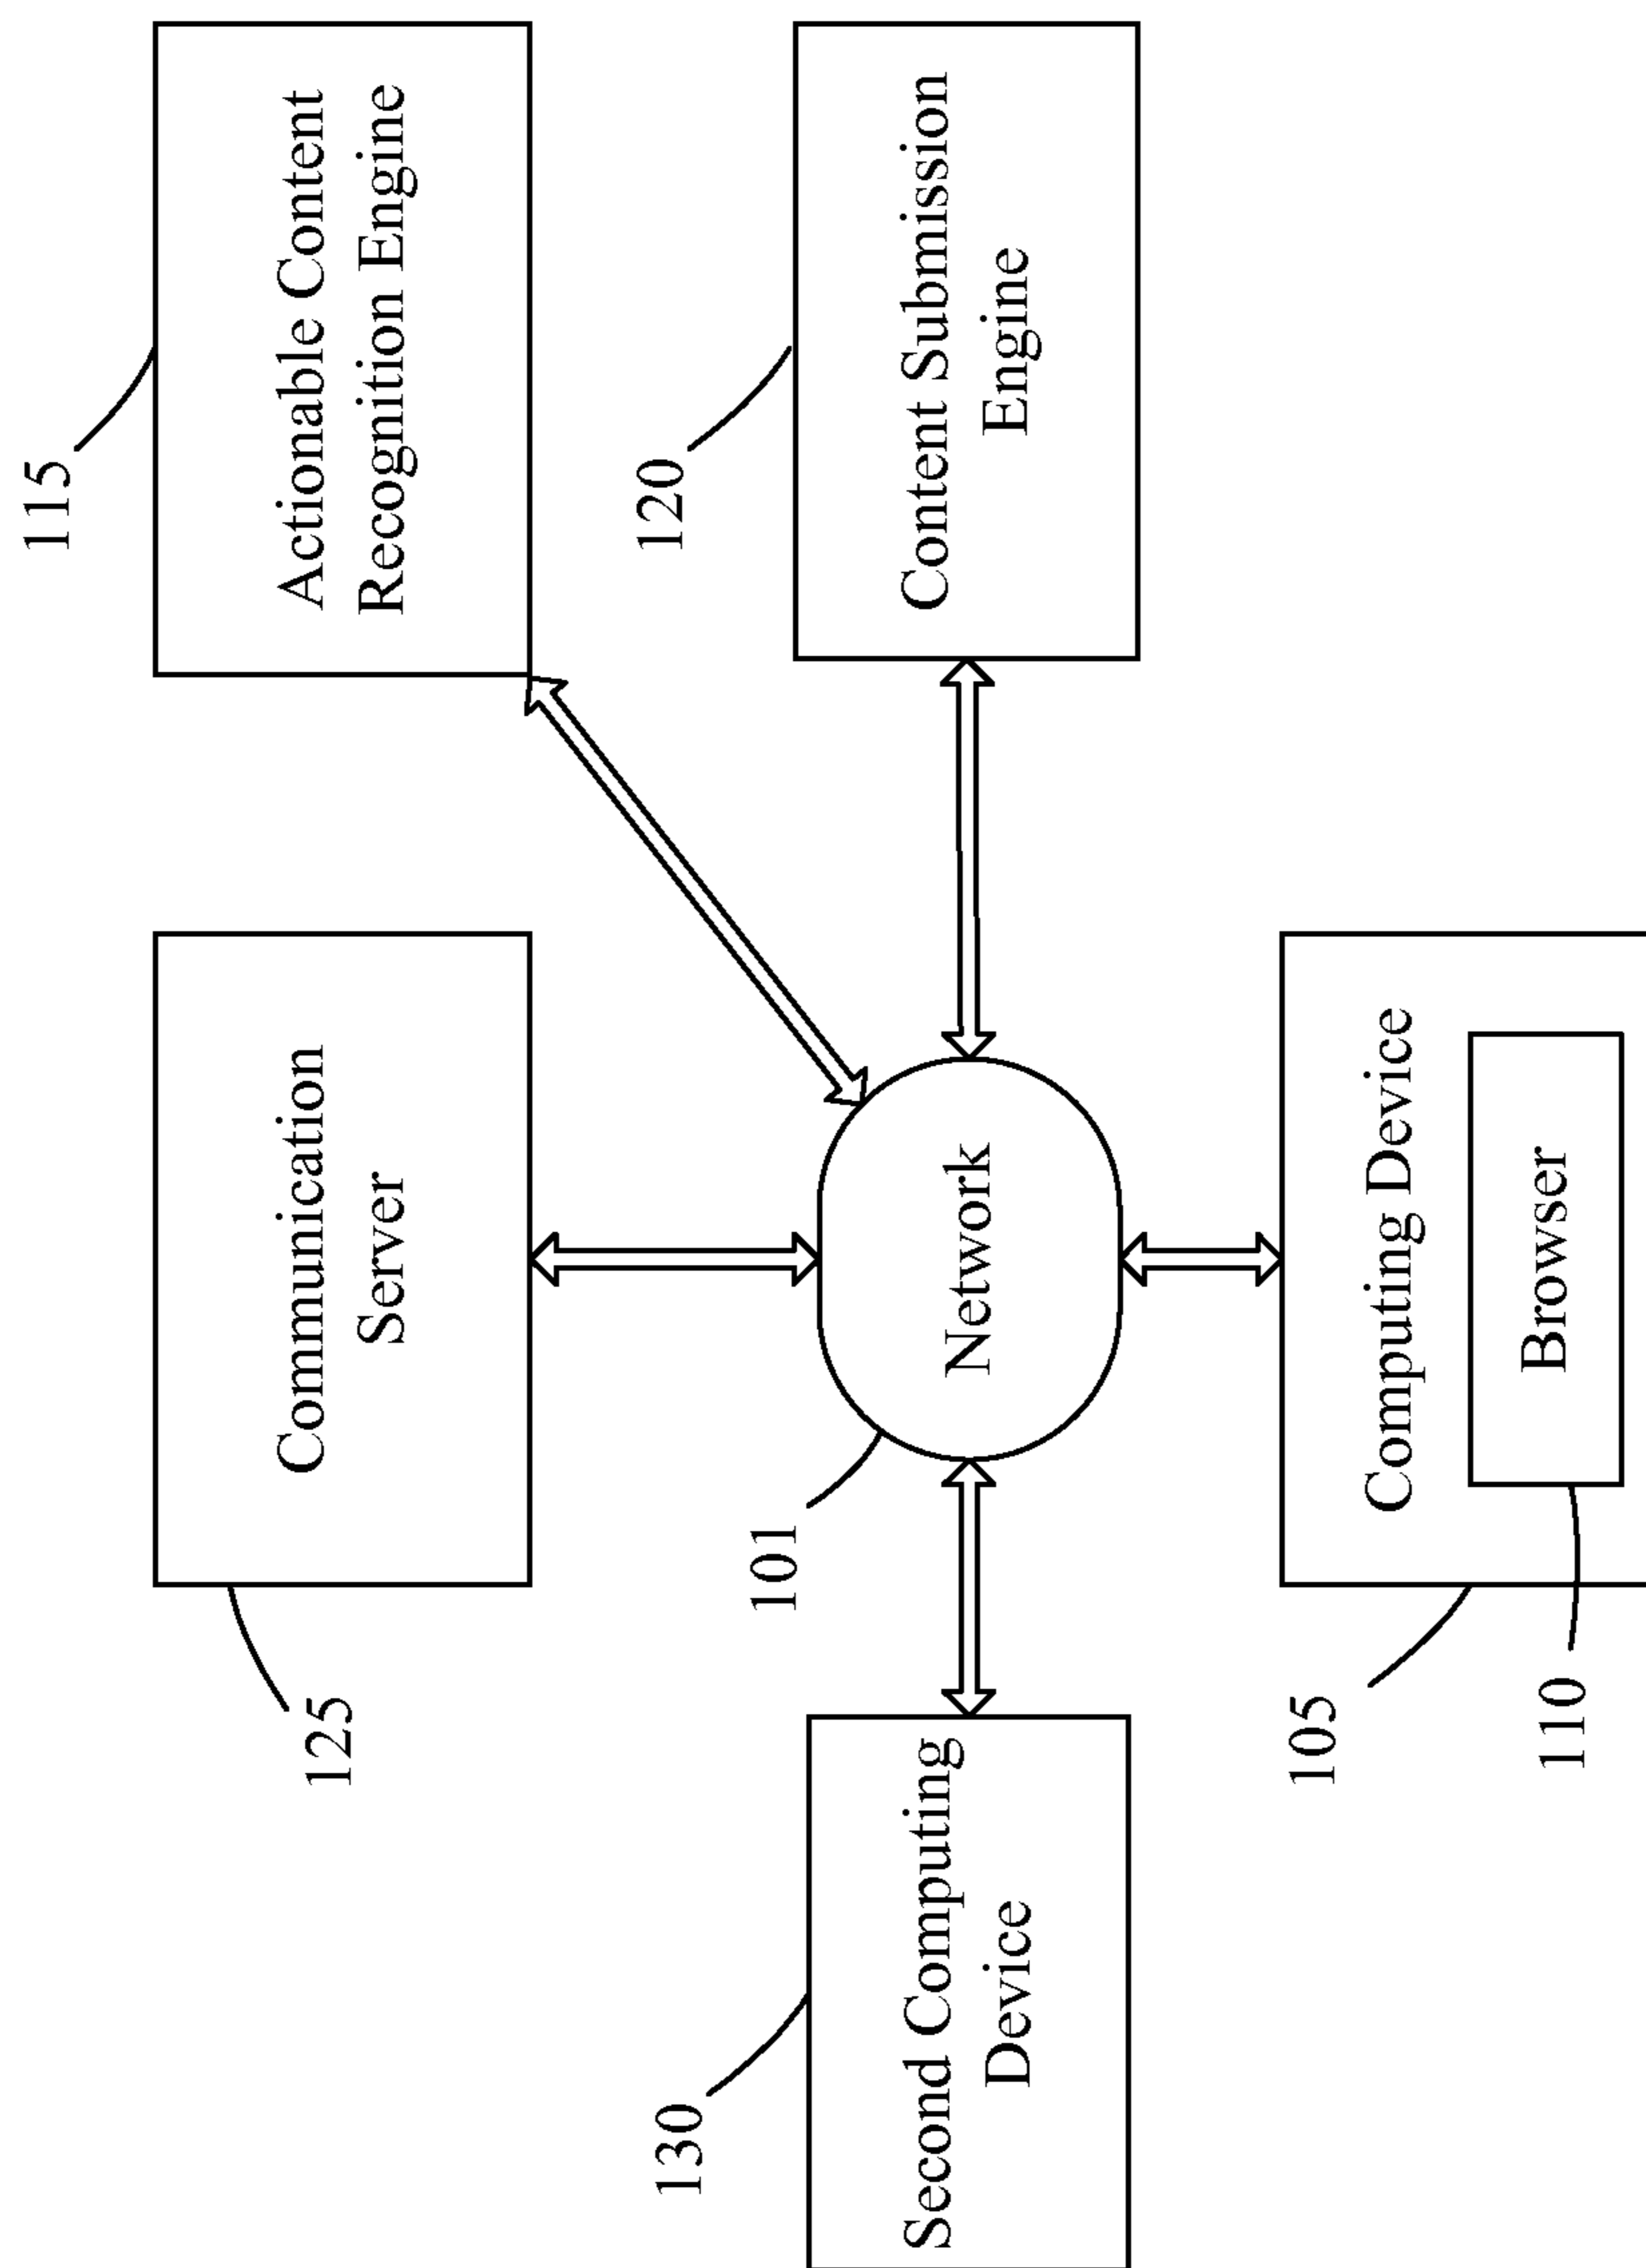 125
Communication
Server
115
Actionable Content
Recognition Engine
130
Second Computing
Device
101
Network
120
Content Submission
Engine
105
Computing Device
110
Browser